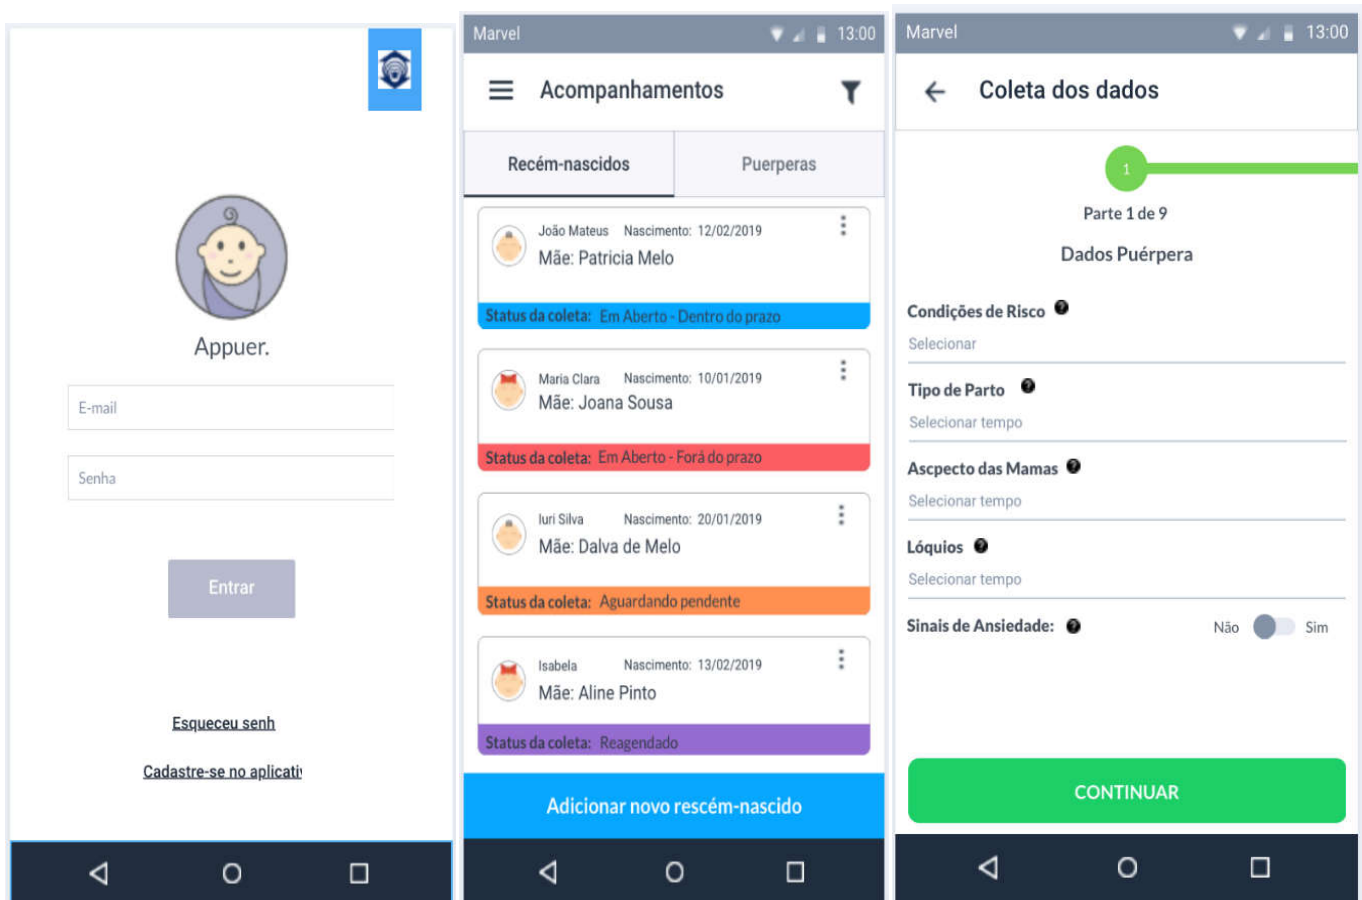 Appuer.
E-mail
Senha
Entrar
Esqueceu senh
Cadastre-se no aplicativ
Marvel 13:00
Acompanhamentos
Recém-nascidos Puerperas
João Mateus Nascimento: 12/02/2019
Mãe: Patricia Melo
Status da coleta: Em Aberto - Dentro do prazo
Maria Clara Nascimento: 10/01/2019
Mãe: Joana Sousa
Status da coleta: Em Aberto - Forá do prazo
Iuri Silva Nascimento: 20/01/2019
Mãe: Dalva de Melo
Status da coleta: Aguardando pendente
Isabela Nascimento: 13/02/2019
Mãe: Aline Pinto
Status da coleta: Reagendado
Adicionar novo rescém-nascido
Marvel 13:00
Coleta dos dados
1
Parte 1 de 9
Dados Puérpera
Condições de Risco ?
Selecionar
Tipo de Parto ?
Selecionar tempo
Ascpecto das Mamas ?
Selecionar tempo
Lóquios ?
Selecionar tempo
Sinais de Ansiedade: ? Não Sim
CONTINUAR